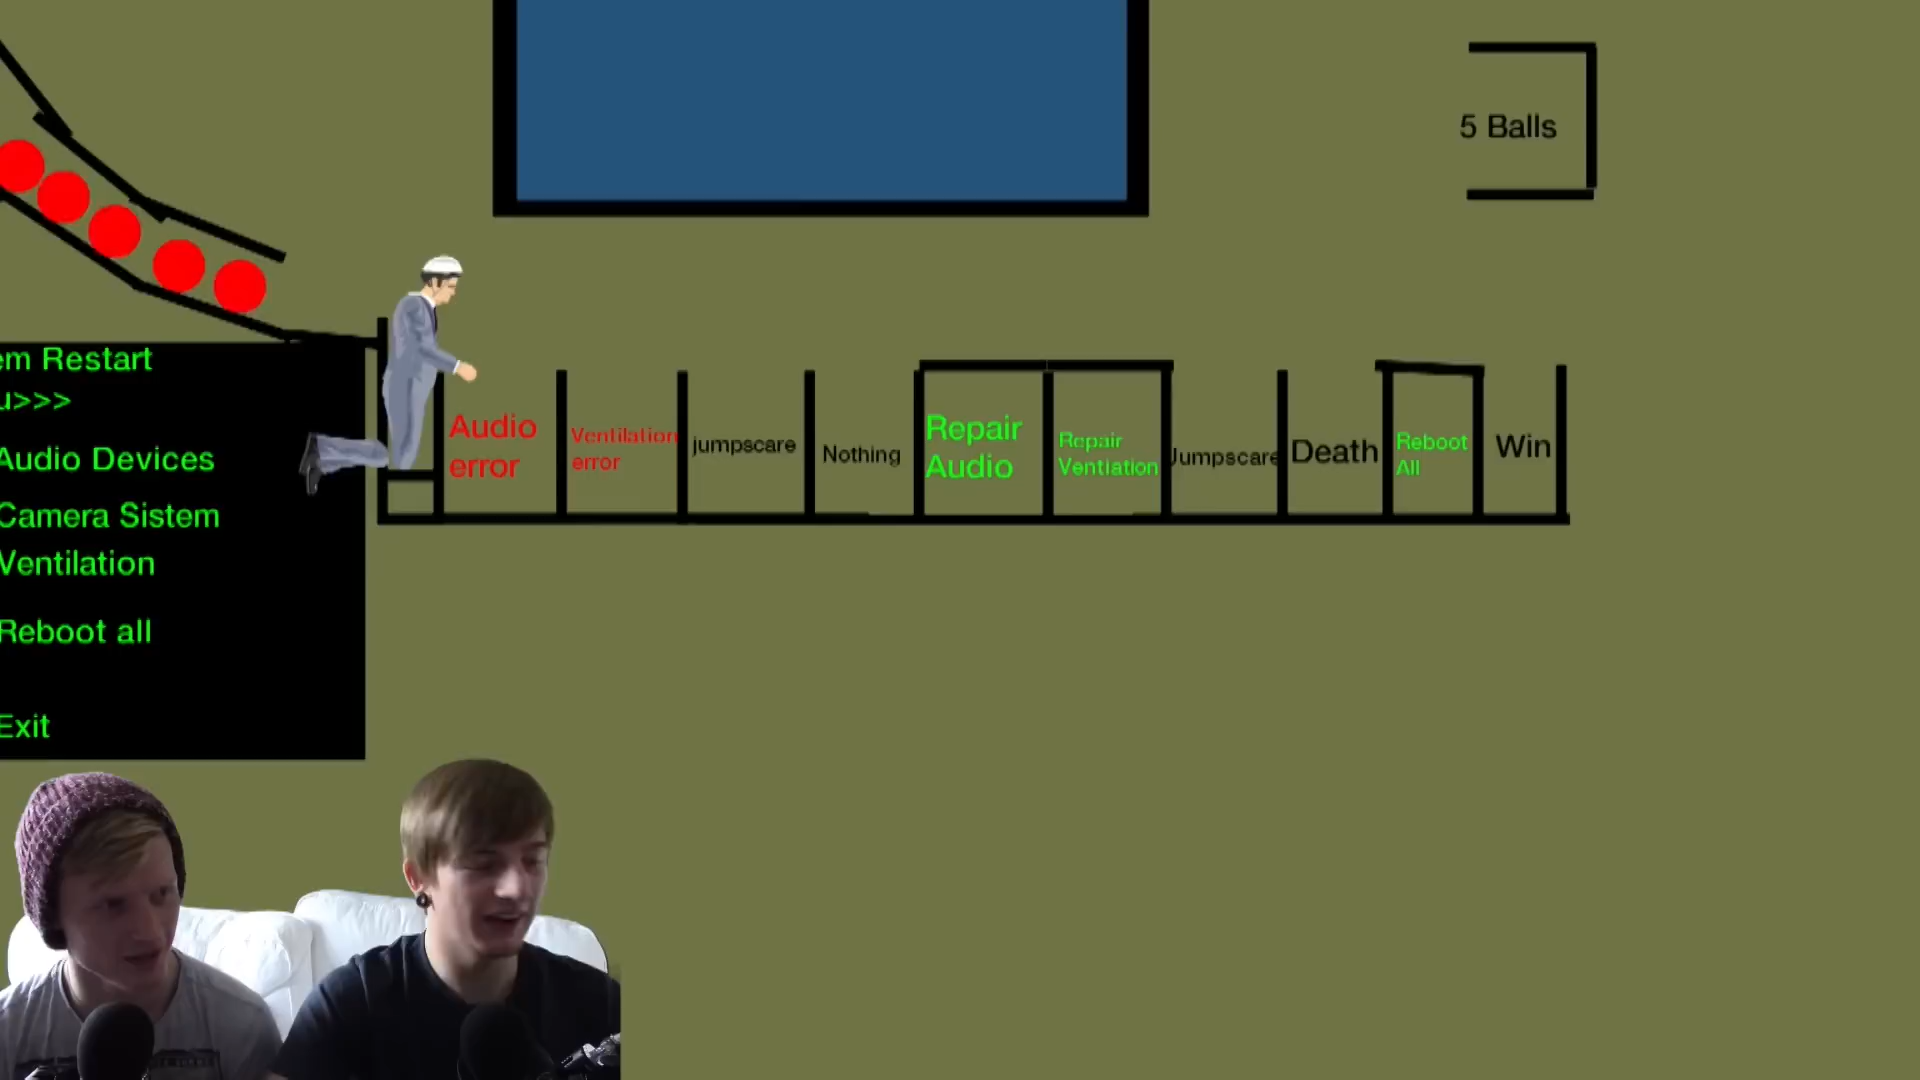 5 Balls
em Restart
u>>>
Audio Devices
Camera Sistem
Ventilation
Reboot all
Exit
Audio
error
Ventilation
error
jumpscare
Nothing
Repair
Audio
Repair
Ventiation
Jumpscare
Death
Reboot
All
Win